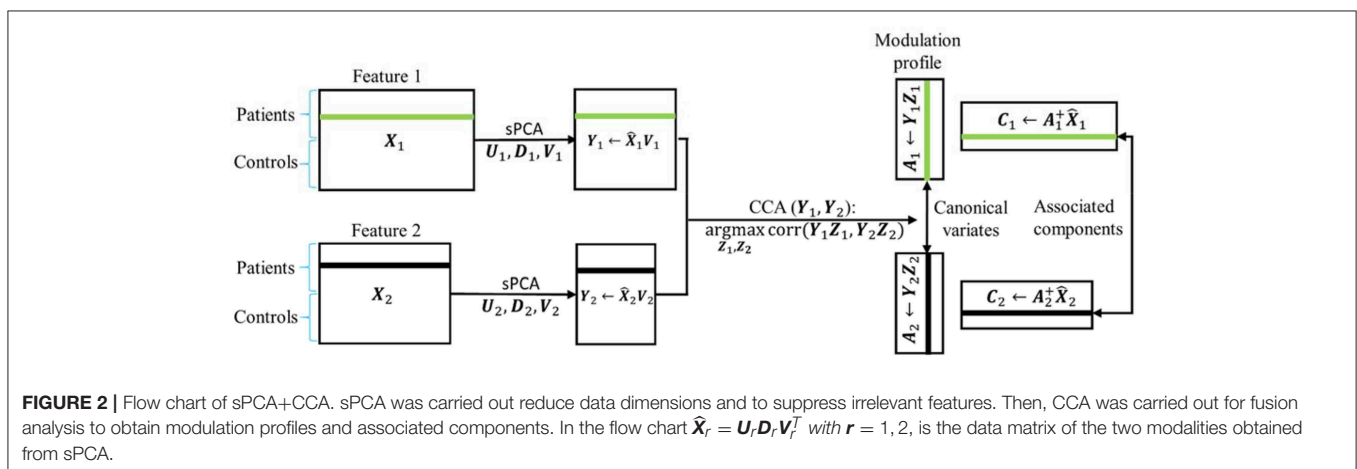 Feature 1
Patients
Controls
X₁
sPCA
U₁, D₁, V₁
Y₁ ← X̂₁V₁
Feature 2
Patients
Controls
X₂
sPCA
U₂, D₂, V₂
Y₂ ← X̂₂V₂
CCA (Y₁, Y₂):
argmax corr(Y₁Z₁, Y₂Z₂)
Z₁,Z₂
Modulation
profile
A₁ ← Y₁Z₁
C₁ ← A₁⁺X̂₁
Canonical
variates
Associated
components
A₂ ← Y₂Z₂
C₂ ← A₂⁺X̂₂
FIGURE 2 | Flow chart of sPCA+CCA. sPCA was carried out reduce data dimensions and to suppress irrelevant features. Then, CCA was carried out for fusion
analysis to obtain modulation profiles and associated components. In the flow chart X̂ᵣ = UᵣDᵣVᵣᵀ with r = 1, 2, is the data matrix of the two modalities obtained
from sPCA.